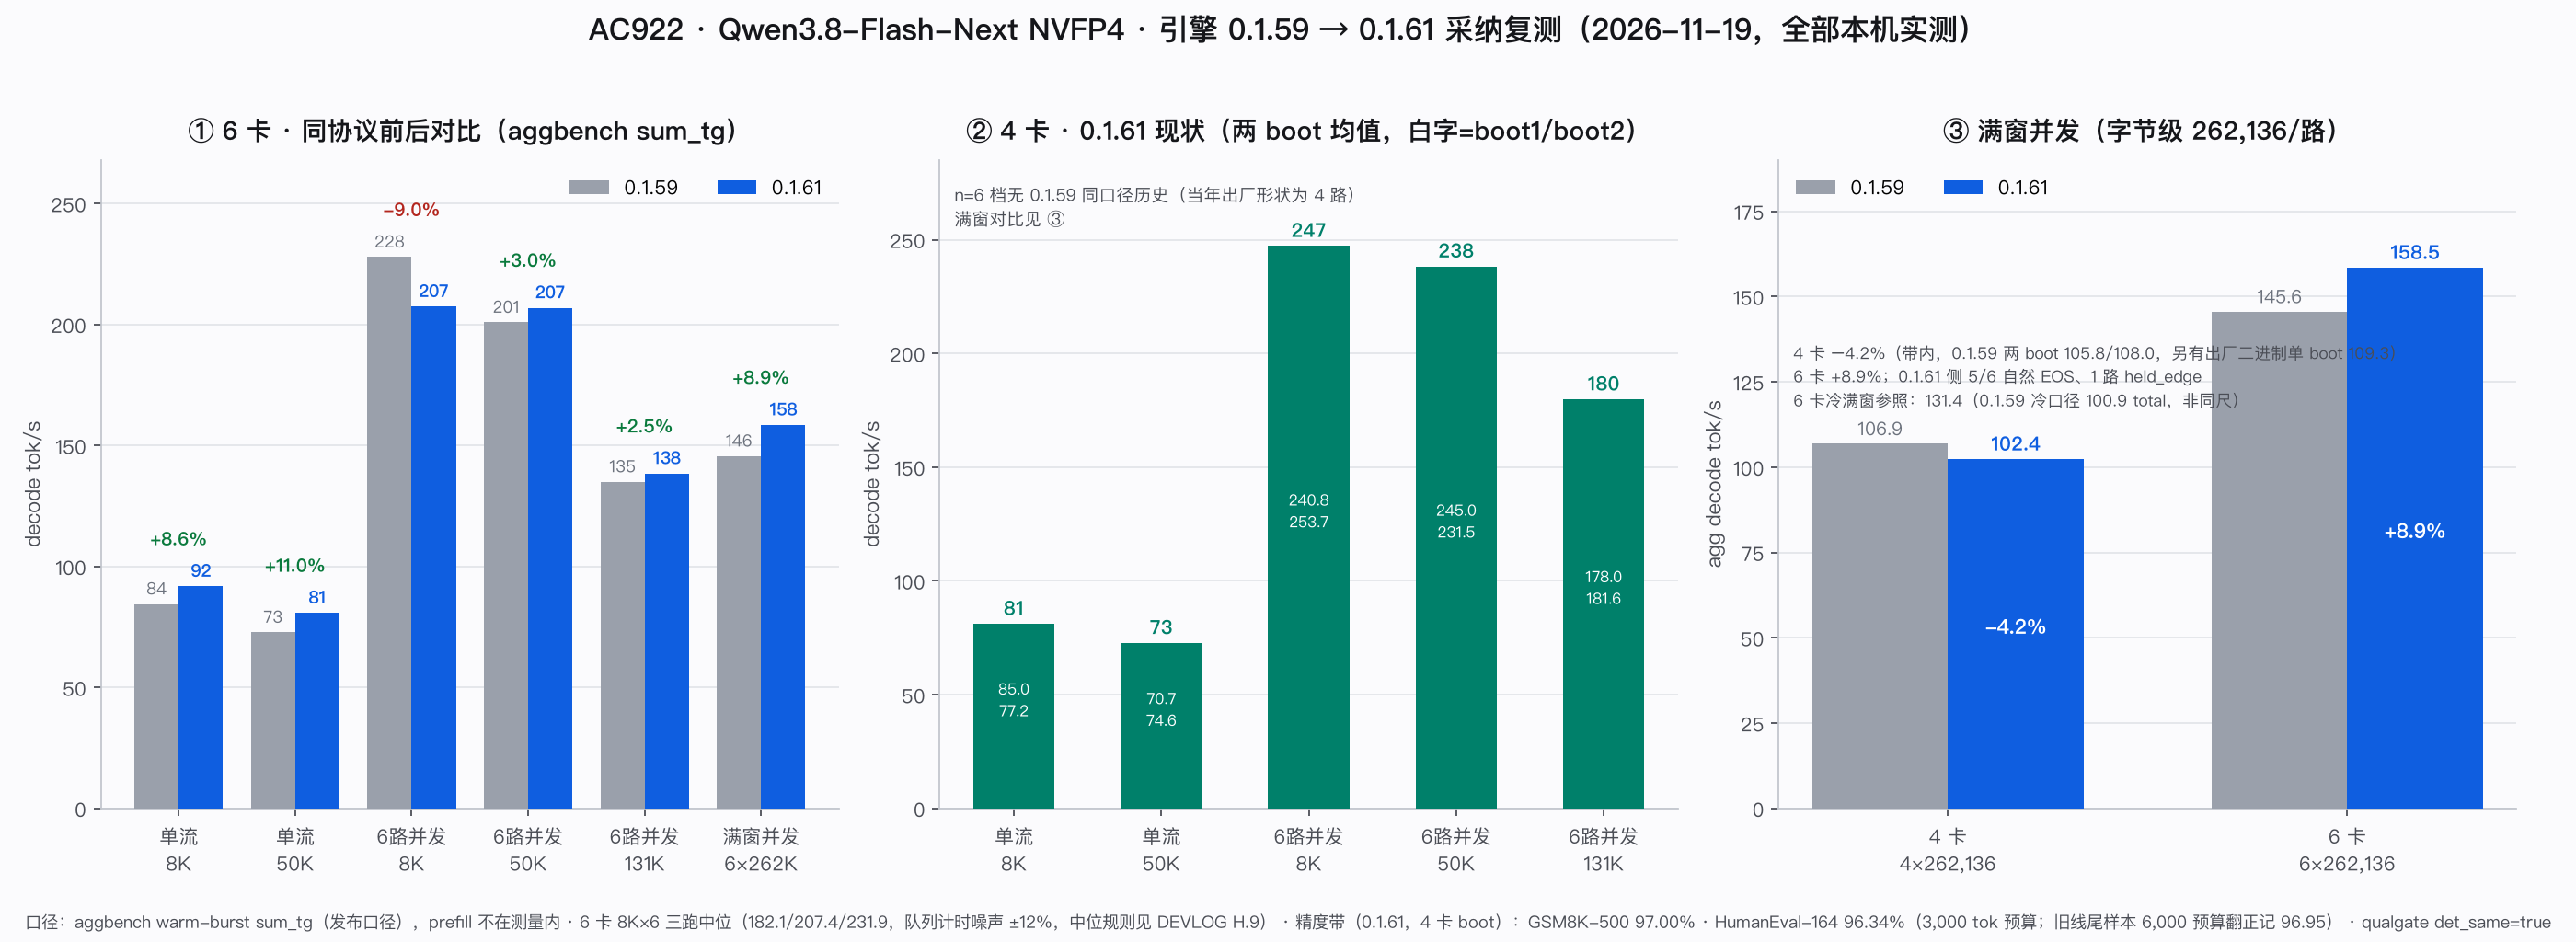 AC922 · Qwen3.8-Flash-Next NVFP4 · 引擎 0.1.59 → 0.1.61 采纳复测（2026-11-19，全部本机实测）
① 6 卡 · 同协议前后对比（aggbench sum_tg）
0.1.59
0.1.61
decode tok/s
250
200
150
100
50
0
+8.6%
84
92
+11.0%
73
81
-9.0%
228
207
+3.0%
201
207
+2.5%
135
138
+8.9%
146
158
单流
8K
单流
50K
6路并发
8K
6路并发
50K
6路并发
131K
满窗并发
6×262K
② 4 卡 · 0.1.61 现状（两 boot 均值，白字=boot1/boot2）
n=6 档无 0.1.59 同口径历史（当年出厂形状为 4 路）
满窗对比见 ③
decode tok/s
250
200
150
100
50
0
81
85.0
77.2
73
70.7
74.6
247
240.8
253.7
238
245.0
231.5
180
178.0
181.6
单流
8K
单流
50K
6路并发
8K
6路并发
50K
6路并发
131K
③ 满窗并发（字节级 262,136/路）
0.1.59
0.1.61
agg decode tok/s
175
150
125
100
75
50
25
0
4 卡 −4.2%（带内，0.1.59 两 boot 105.8/108.0，另有出厂二进制单 boot 109.3）
6 卡 +8.9%；0.1.61 侧 5/6 自然 EOS、1 路 held_edge
6 卡冷满窗参照：131.4（0.1.59 冷口径 100.9 total，非同尺）
106.9
102.4
-4.2%
145.6
158.5
+8.9%
4 卡
4×262,136
6 卡
6×262,136
口径：aggbench warm-burst sum_tg（发布口径），prefill 不在测量内 · 6 卡 8K×6 三跑中位（182.1/207.4/231.9，队列计时噪声 ±12%，中位规则见 DEVLOG H.9） · 精度带（0.1.61，4 卡 boot）：GSM8K-500 97.00% · HumanEval-164 96.34%（3,000 tok 预算；旧线尾样本 6,000 预算翻正记 96.95） · qualgate det_same=true